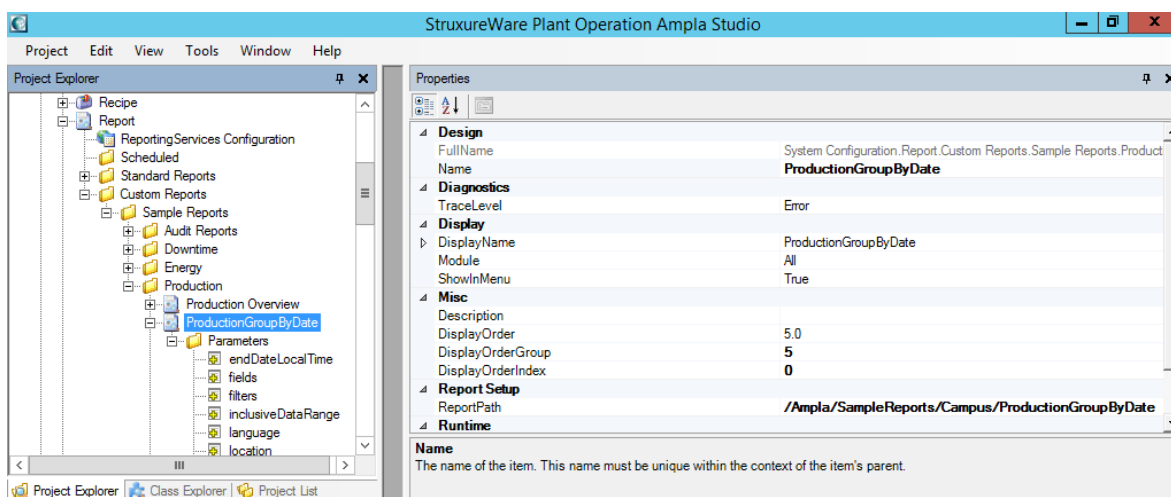 StruxureWare Plant Operation Ampla Studio
Project Edit View Tools Window Help
Project Explorer
Recipe
Report
ReportingServices Configuration
Scheduled
Standard Reports
Custom Reports
Sample Reports
Audit Reports
Downtime
Energy
Production
Production Overview
ProductionGroupByDate
Parameters
endDateLocalTime
fields
filters
inclusiveDataRange
language
location
Project Explorer Class Explorer Project List
Properties
Design
FullName System Configuration.Report.Custom Reports.Sample Reports.Product
Name ProductionGroupByDate
Diagnostics
TraceLevel Error
Display
DisplayName ProductionGroupByDate
Module All
ShowInMenu True
Misc
Description
DisplayOrder 5.0
DisplayOrderGroup 5
DisplayOrderIndex 0
Report Setup
ReportPath /Ampla/SampleReports/Campus/ProductionGroupByDate
Runtime
Name
The name of the item. This name must be unique within the context of the item's parent.